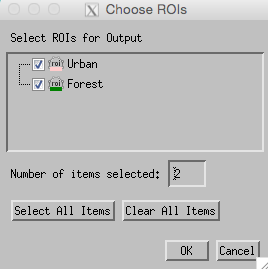 Choose ROIs
Select ROIs for Output
roi Urban
roi Forest
Number of items selected: 2
Select All Items Clear All Items
OK Cancel